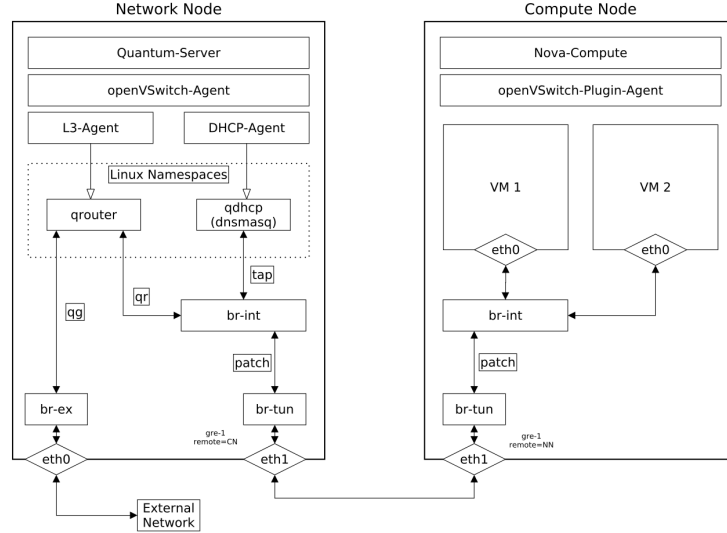 Network Node
Compute Node
Quantum-Server
Nova-Compute
openVSwitch-Agent
openVSwitch-Plugin-Agent
L3-Agent
DHCP-Agent
Linux Namespaces
VM 1
VM 2
qrouter
qdhcp
(dnsmasq)
eth0
eth0
tap
qr
qg
br-int
br-int
patch
patch
br-ex
br-tun
br-tun
gre-1
remote=CN
gre-1
remote=NN
eth0
eth1
eth1
External
Network